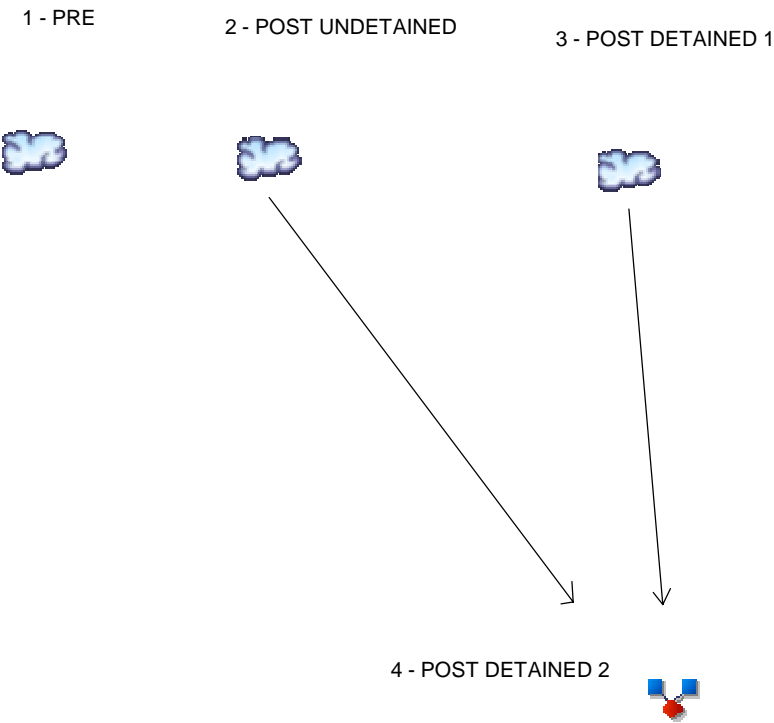 1 - PRE
2 - POST UNDETAINED
3 - POST DETAINED 1
4 - POST DETAINED 2